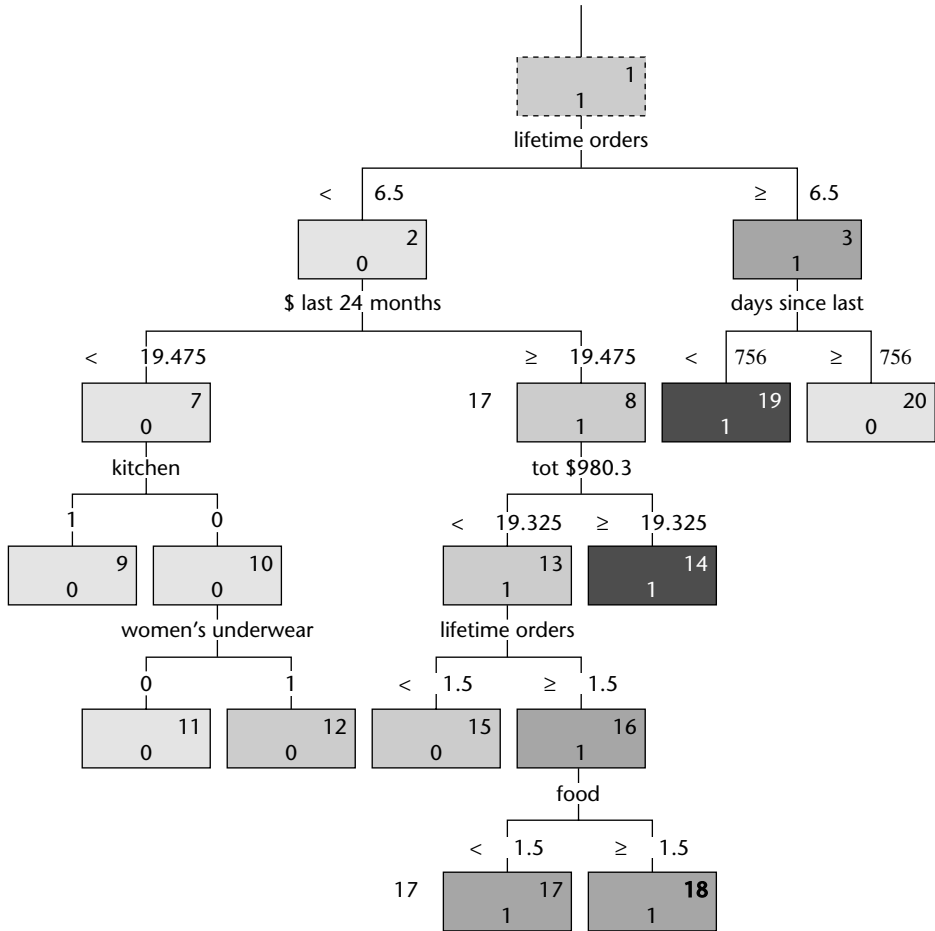 1
1
lifetime orders
< 6.5 ≥ 6.5
2 3
0 1
$ last 24 months days since last
< 19.475 ≥ 19.475 < 756 ≥ 756
7 17 8 19 20
0 1 1 0
kitchen tot $980.3
1 0 < 19.325 ≥ 19.325
9 10 13 14
0 0 1 1
women's underwear lifetime orders
0 1 < 1.5 ≥ 1.5
11 12 15 16
0 0 0 1
food
< 1.5 ≥ 1.5
17 17 18
1 1